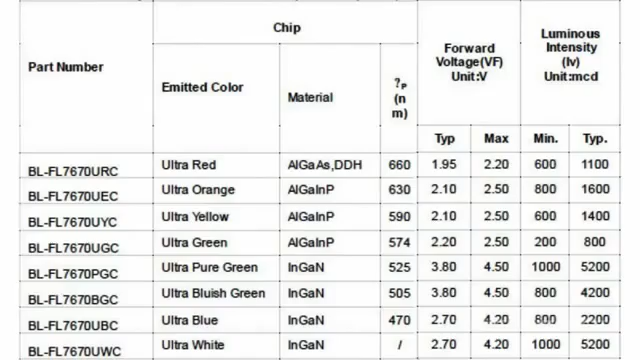 Chip
Part Number
Emitted Color
Material
?P
(n
m)
Forward
Voltage(VF)
Unit:V
Luminous
Intensity
(Iv)
Unit:mcd
Typ Max Min. Typ.
BL-FL7670URC Ultra Red AlGaAs,DDH 660 1.95 2.20 600 1100
BL-FL7670UEC Ultra Orange AlGaInP 630 2.10 2.50 800 1600
BL-FL7670UYC Ultra Yellow AlGaInP 590 2.10 2.50 600 1400
BL-FL7670UGC Ultra Green AlGaInP 574 2.20 2.50 200 800
BL-FL7670PGC Ultra Pure Green InGaN 525 3.80 4.50 1000 5200
BL-FL7670BGC Ultra Bluish Green InGaN 505 3.80 4.50 800 4200
BL-FL7670UBC Ultra Blue InGaN 470 2.70 4.20 800 2200
BL-FL7670UWC Ultra White InGaN / 2.70 4.20 1000 5200